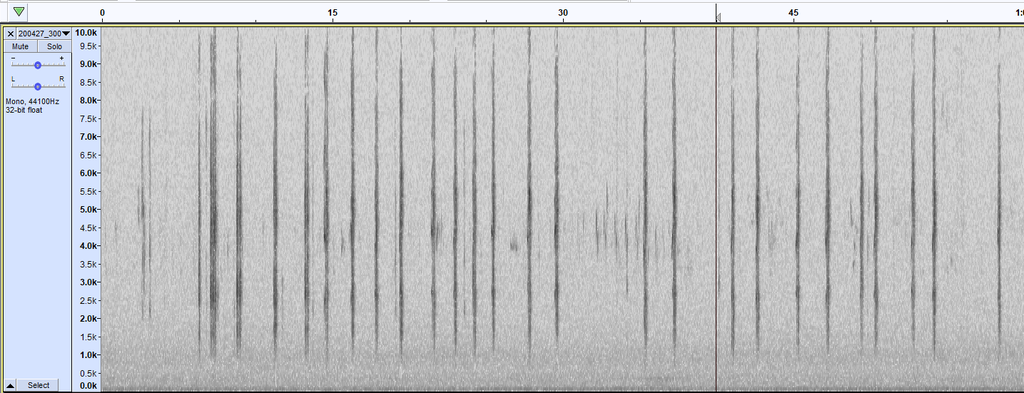 0 15 30 45 1:0
200427_300
Mute Solo
- +
L R
Mono, 44100Hz
32-bit float
Select
10.0k
9.5k
9.0k
8.5k
8.0k
7.5k
7.0k
6.5k
6.0k
5.5k
5.0k
4.5k
4.0k
3.5k
3.0k
2.5k
2.0k
1.5k
1.0k
0.5k
0.0k